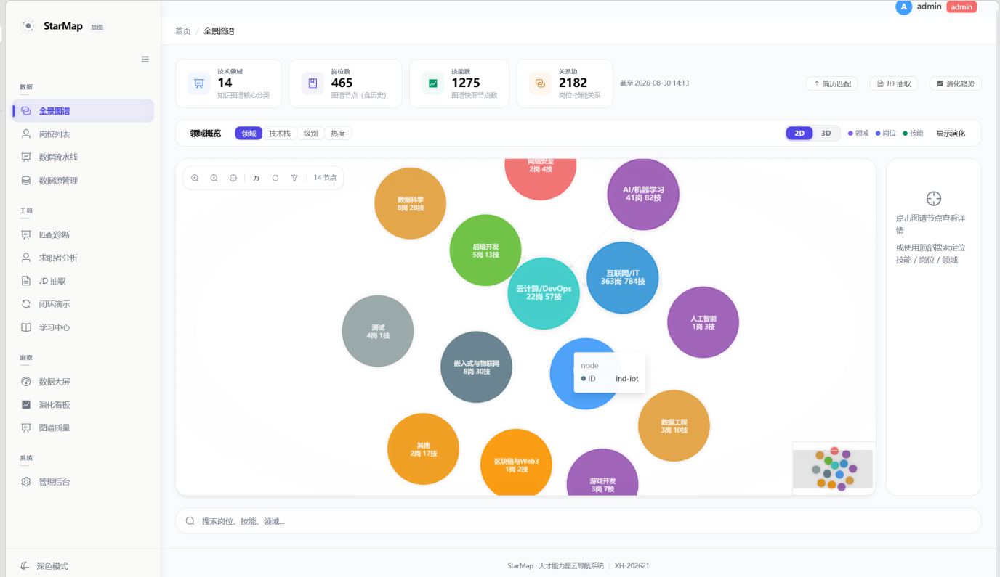 A admin admin
StarMap 星图
首页 / 全景图谱
数据
全景图谱
岗位列表
数据流水线
数据源管理
工具
匹配诊断
求职者分析
JD 抽取
闭环演示
学习中心
洞察
数据大屏
演化看板
图谱质量
系统
管理后台
深色模式
技术领域
14
知识图谱核心分类
岗位数
465
图谱节点（含历史）
技能数
1275
图谱快照节点数
关系边
2182
岗位-技能关系
截至 2026-08-30 14:13
简历匹配
JD 抽取
演化趋势
领域概览
领域 技术栈 级别 热度
2D 3D
领域 岗位 技能
显示演化
力
14 节点
网络安全
2岗 4技
AI/机器学习
41岗 82技
数据科学
8岗 28技
后端开发
5岗 13技
互联网/IT
363岗 784技
云计算/DevOps
22岗 57技
人工智能
1岗 3技
测试
4岗 1技
嵌入式与物联网
8岗 30技
node
ID ind-iot
数据工程
3岗 10技
其他
2岗 17技
区块链与Web3
1岗 2技
游戏开发
3岗 7技
点击图谱节点查看详
情
或使用顶部搜索定位
技能 / 岗位 / 领域
搜索岗位、技能、领域...
StarMap · 人才能力星云导航系统 | XH-202621